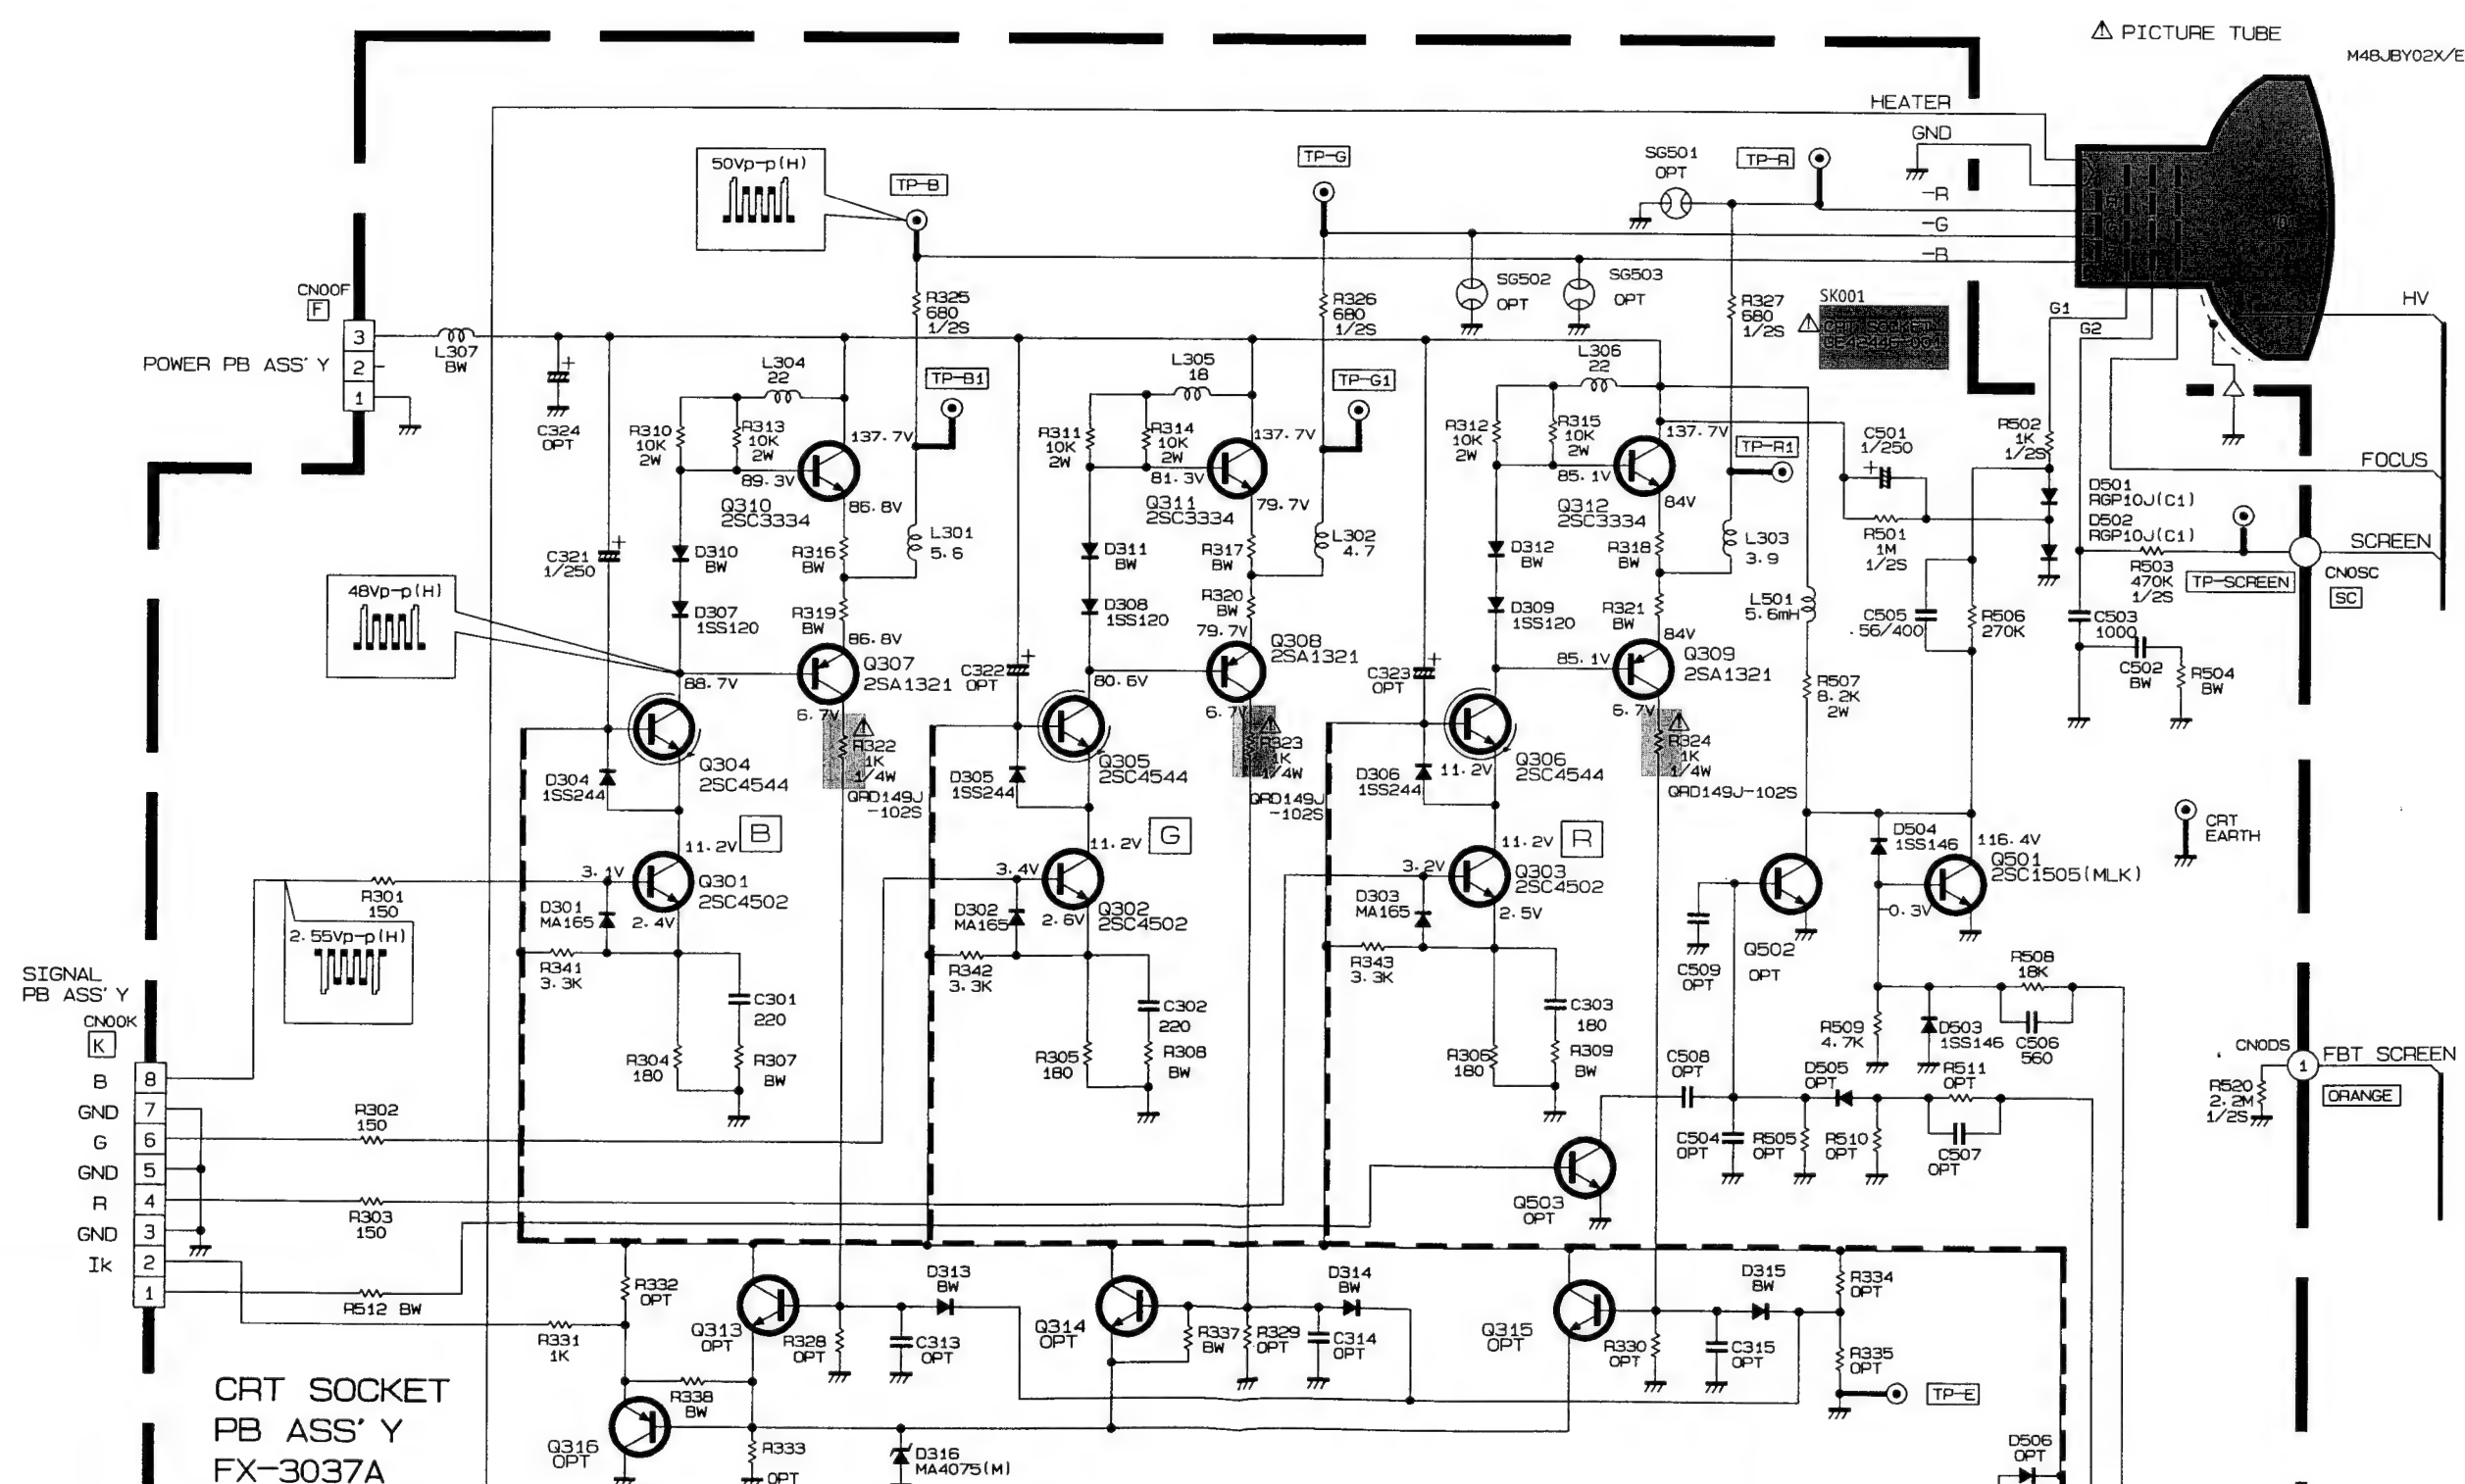 ⚠ PICTURE TUBE
M48JBY02X/E
HEATER
GND
-R
-G
-B
50Vp-p(H)
TP-B
TP-G
SG501
OPT
TP-R
SG502
OPT
SG503
OPT
CN00F
F
3
2
1
POWER PB ASS'Y
L307
BW
C324
OPT
R325
680
1/2S
R326
680
1/2S
R327
680
1/2S
SK001
⚠ CRT SOCKET
G1
G2
HV
FOCUS
SCREEN
L304
22
L305
18
L306
22
TP-B1
TP-G1
TP-R1
R310
10K
2W
R313
10K
2W
137.7V
R311
10K
2W
R314
10K
2W
137.7V
R312
10K
2W
R315
10K
2W
137.7V
C501
1/250
R502
1K
1/2S
89.3V
86.8V
81.3V
79.7V
85.1V
84V
Q310
2SC3334
Q311
2SC3334
Q312
2SC3334
D501
RGP10J(C1)
D502
RGP10J(C1)
C321
1/250
D310
BW
R316
BW
L301
5.6
D311
BW
R317
BW
L302
4.7
D312
BW
R318
BW
L303
3.9
R501
1M
1/2S
R503
470K
1/2S
TP-SCREEN
CN0SC
SC
48Vp-p(H)
D307
1SS120
R319
BW
D308
1SS120
R320
BW
D309
1SS120
R321
BW
L501
5.6mH
C505
.56/400
R506
270K
C503
1000
C502
BW
R504
BW
86.8V
79.7V
84V
88.7V
80.6V
85.1V
Q307
2SA1321
Q308
2SA1321
Q309
2SA1321
C322
OPT
C323
OPT
R507
8.2K
2W
6.7V
6.7V
6.7V
⚠
R322
1K
1/4W
QRD149J
-102S
⚠
R323
1K
1/4W
QRD149J
-102S
⚠
R324
1K
1/4W
QRD149J-102S
D304
1SS244
Q304
2SC4544
D305
1SS244
Q305
2SC4544
D306
1SS244
11.2V
Q306
2SC4544
B
G
R
11.2V
11.2V
11.2V
3.1V
3.4V
3.2V
Q301
2SC4502
Q302
2SC4502
Q303
2SC4502
D504
1SS146
116.4V
Q501
2SC1505(MLK)
-0.3V
CRT
EARTH
R301
150
D301
MA165
2.4V
D302
MA165
2.6V
D303
MA165
2.5V
2.55Vp-p(H)
C509
OPT
Q502
OPT
R508
18K
R341
3.3K
R342
3.3K
R343
3.3K
C301
220
C302
220
C303
180
R304
180
R307
BW
R305
180
R308
BW
R306
180
R309
BW
R509
4.7K
D503
1SS146
C506
560
SIGNAL
PB ASS'Y
CN00K
K
B 8
GND 7
G 6
GND 5
R 4
GND 3
Ik 2
1
R302
150
R303
150
R512 BW
C508
OPT
D505
OPT
R511
OPT
C504
OPT
R505
OPT
R510
OPT
C507
OPT
Q503
OPT
CN0DS
1
FBT SCREEN
ORANGE
R520
2.2M
1/2S
R332
OPT
R331
1K
Q313
OPT
R328
OPT
D313
BW
C313
OPT
Q314
OPT
R337
BW
R329
OPT
D314
BW
C314
OPT
Q315
OPT
R330
OPT
D315
BW
C315
OPT
R334
OPT
R335
OPT
TP-E
R338
BW
Q316
OPT
R333
OPT
D316
MA4075(M)
D506
OPT
CRT SOCKET
PB ASS'Y
FX-3037A